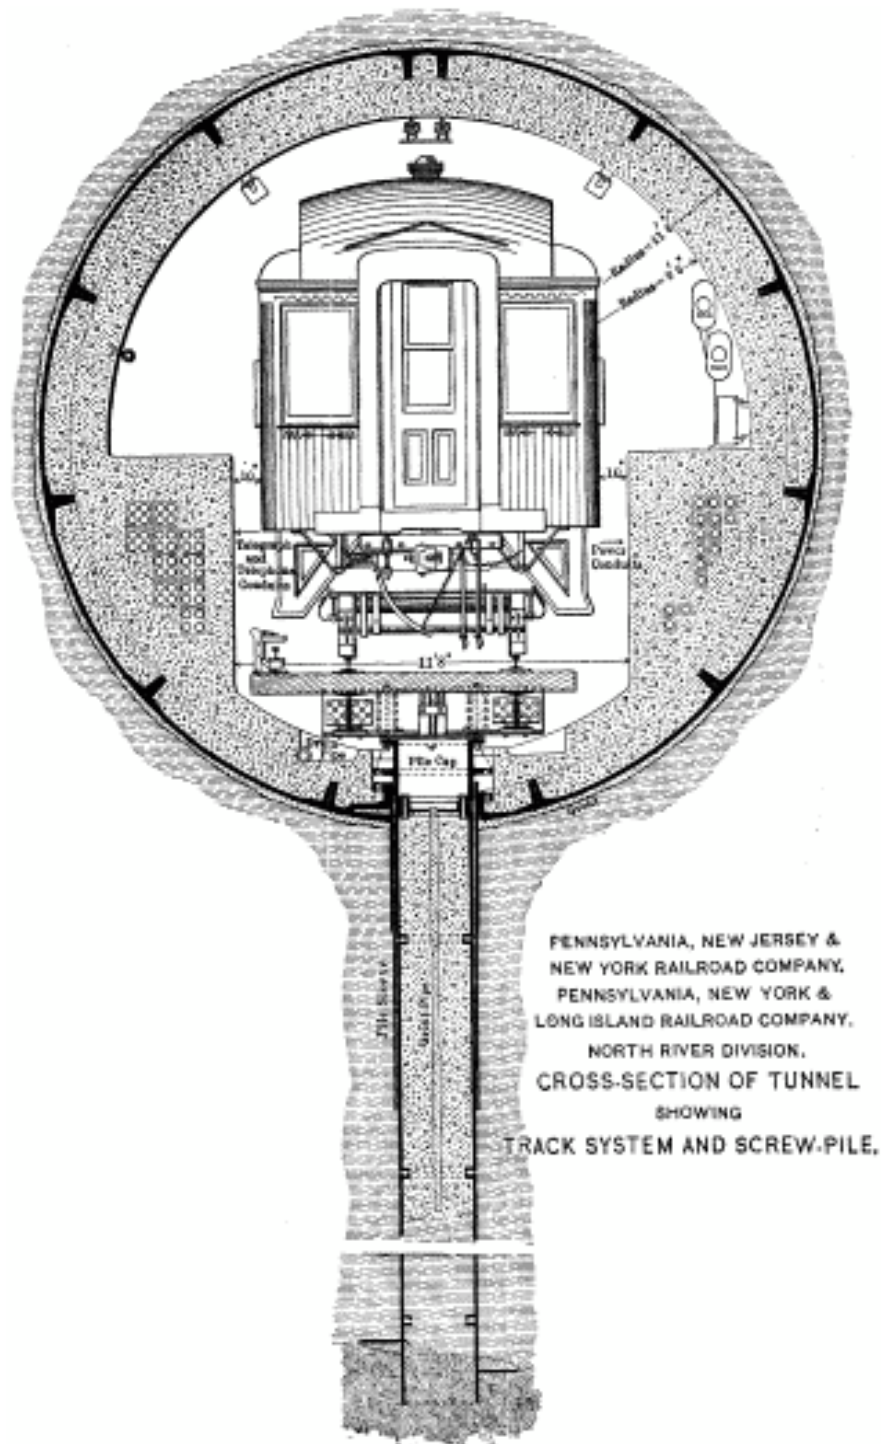 Radius=
Radius=
Telegraph
and
Telephone
Conduits
Power
Conduits
11'8"
Pile Cap
Pile Sleeve
PENNSYLVANIA, NEW JERSEY &
NEW YORK RAILROAD COMPANY.
PENNSYLVANIA, NEW YORK &
LONG ISLAND RAILROAD COMPANY.
NORTH RIVER DIVISION.
CROSS-SECTION OF TUNNEL
SHOWING
TRACK SYSTEM AND SCREW-PILE.